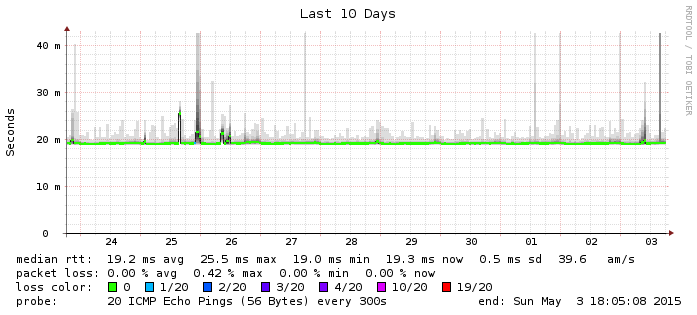 Last 10 Days
RRDTOOL / TOBI OETIKER
Seconds
40 m
30 m
20 m
10 m
0
24 25 26 27 28 29 30 01 02 03
median rtt: 19.2 ms avg 25.5 ms max 19.0 ms min 19.3 ms now 0.5 ms sd 39.6 am/s
packet loss: 0.00 % avg 0.42 % max 0.00 % min 0.00 % now
loss color: 0 1/20 2/20 3/20 4/20 10/20 19/20
probe: 20 ICMP Echo Pings (56 Bytes) every 300s end: Sun May 3 18:05:08 2015